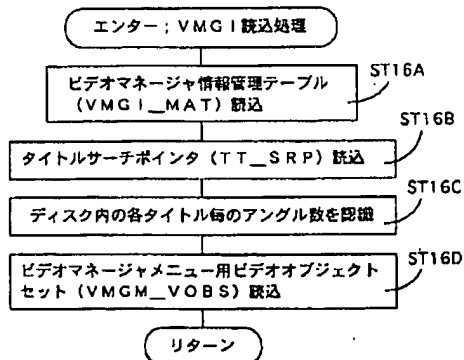 エンター；ＶＭＧＩ読込処理
ビデオマネージャ情報管理テーブル
（ＶＭＧＩ＿ＭＡＴ）読込
ST16A
タイトルサーチポインタ（ＴＴ＿ＳＲＰ）読込
ST16B
ディスク内の各タイトル毎のアングル数を認識
ST16C
ビデオマネージャメニュー用ビデオオブジェクト
セット（ＶＭＧＭ＿ＶＯＢＳ）読込
ST16D
リターン